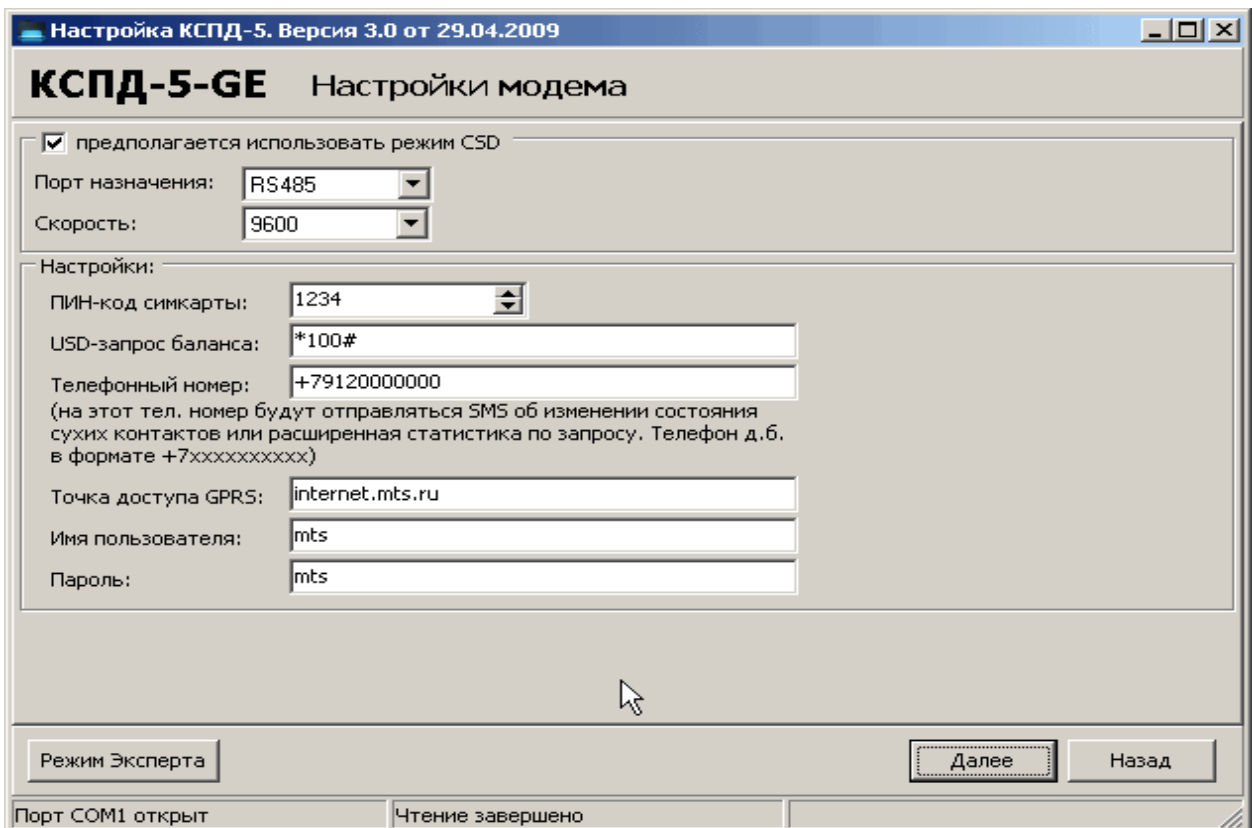 Настройка КСПД-5. Версия 3.0 от 29.04.2009
КСПД-5-GE Настройки модема
предполагается использовать режим CSD
Порт назначения: RS485
Скорость: 9600
Настройки:
ПИН-код симкарты: 1234
USD-запрос баланса: *100#
Телефонный номер: +79120000000
(на этот тел. номер будут отправляться SMS об изменении состояния
сухих контактов или расширенная статистика по запросу. Телефон д.б.
в формате +7xxxxxxxxxx)
Точка доступа GPRS: internet.mts.ru
Имя пользователя: mts
Пароль: mts
Режим Эксперта Далее Назад
Порт COM1 открыт Чтение завершено